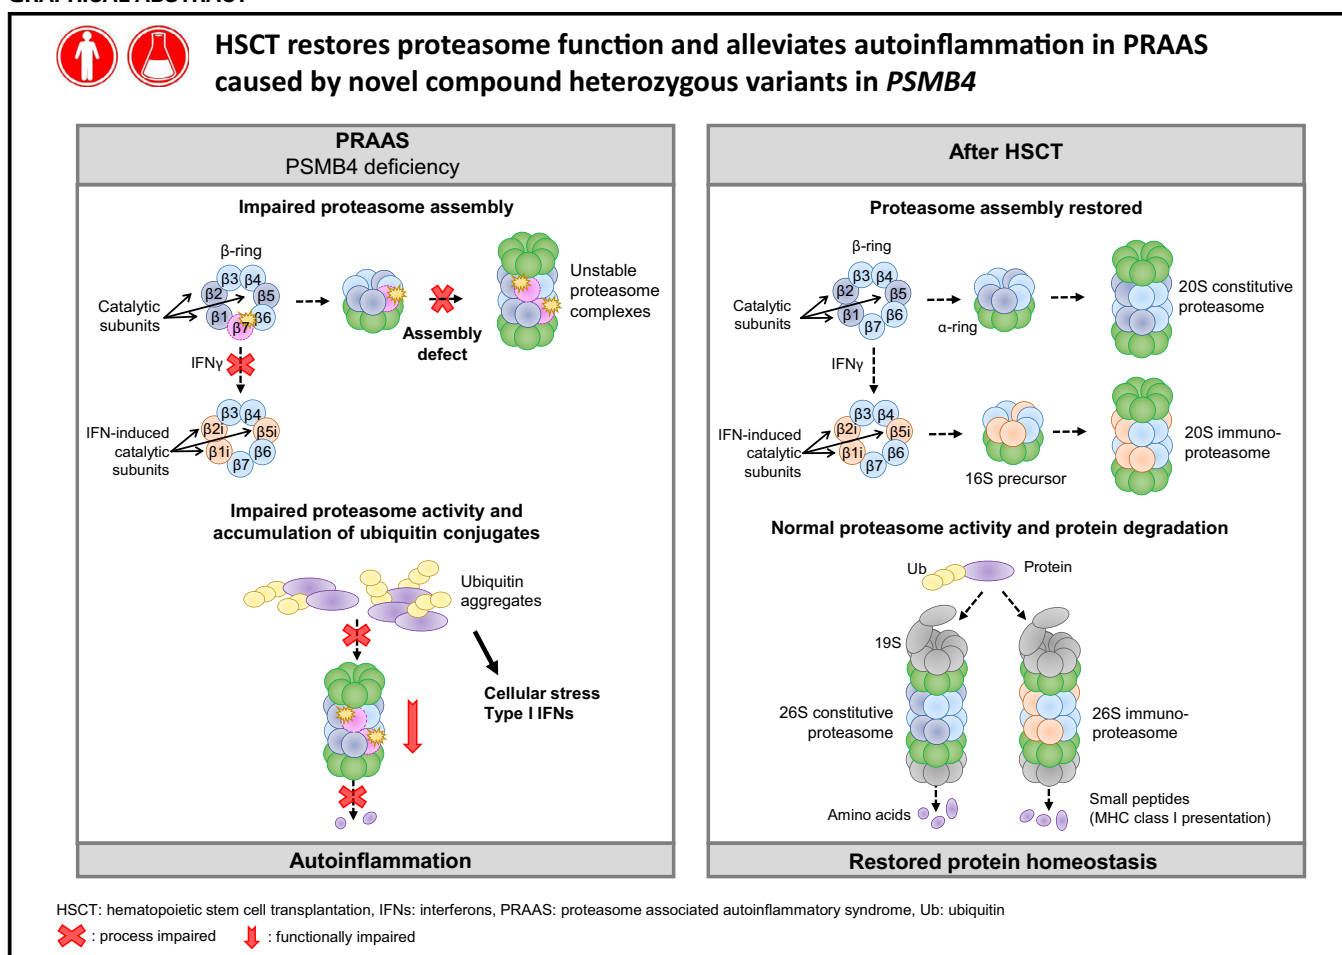 GRAPHICAL ABSTRACT
HSCT restores proteasome function and alleviates autoinflammation in PRAAS
caused by novel compound heterozygous variants in PSMB4
PRAAS
PSMB4 deficiency
Impaired proteasome assembly
β-ring
β3 β4
β2 β5
β1 β6
β7
Catalytic
subunits
Assembly
defect
Unstable
proteasome
complexes
IFNγ
β3 β4
β2i β5i
β1i β6
β7
IFN-induced
catalytic
subunits
Impaired proteasome activity and
accumulation of ubiquitin conjugates
Ubiquitin
aggregates
Cellular stress
Type I IFNs
Autoinflammation
After HSCT
Proteasome assembly restored
β-ring
β3 β4
β2 β5
β1 β6
β7
Catalytic
subunits
α-ring
20S constitutive
proteasome
IFNγ
β3 β4
β2i β5i
β1i β6
β7
IFN-induced
catalytic
subunits
16S precursor
20S immuno-
proteasome
Normal proteasome activity and protein degradation
Ub
Protein
19S
26S constitutive
proteasome
26S immuno-
proteasome
Amino acids
Small peptides
(MHC class I presentation)
Restored protein homeostasis
HSCT: hematopoietic stem cell transplantation, IFNs: interferons, PRAAS: proteasome associated autoinflammatory syndrome, Ub: ubiquitin
: process impaired : functionally impaired